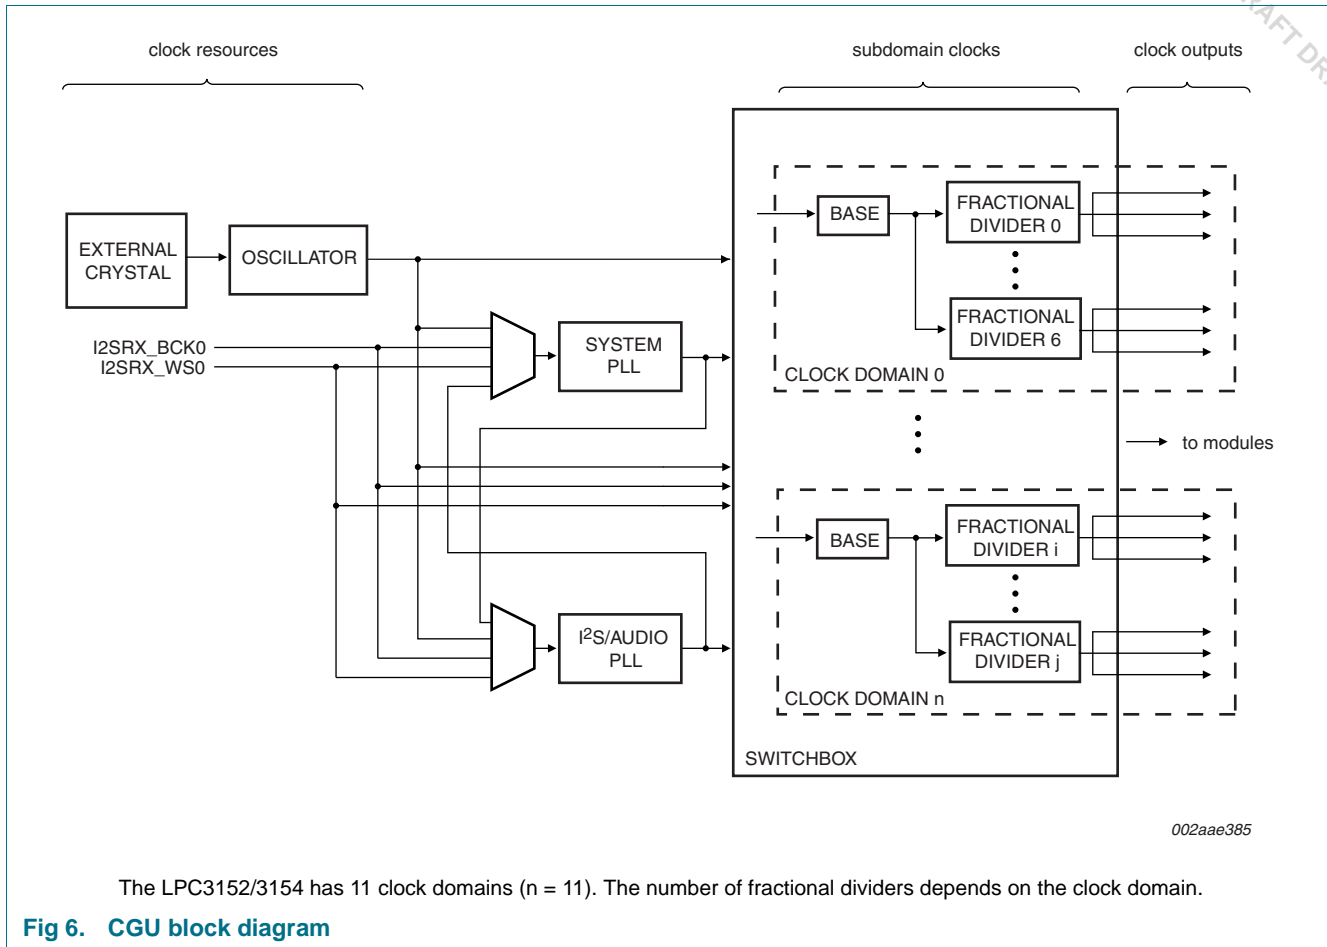 RAFT DR
clock resources
subdomain clocks
clock outputs
EXTERNAL
CRYSTAL
OSCILLATOR
I2SRX_BCK0
I2SRX_WS0
SYSTEM
PLL
I²S/AUDIO
PLL
BASE
FRACTIONAL
DIVIDER 0
FRACTIONAL
DIVIDER 6
CLOCK DOMAIN 0
to modules
BASE
FRACTIONAL
DIVIDER i
FRACTIONAL
DIVIDER j
CLOCK DOMAIN n
SWITCHBOX
002aae385
The LPC3152/3154 has 11 clock domains (n = 11). The number of fractional dividers depends on the clock domain.
Fig 6. CGU block diagram